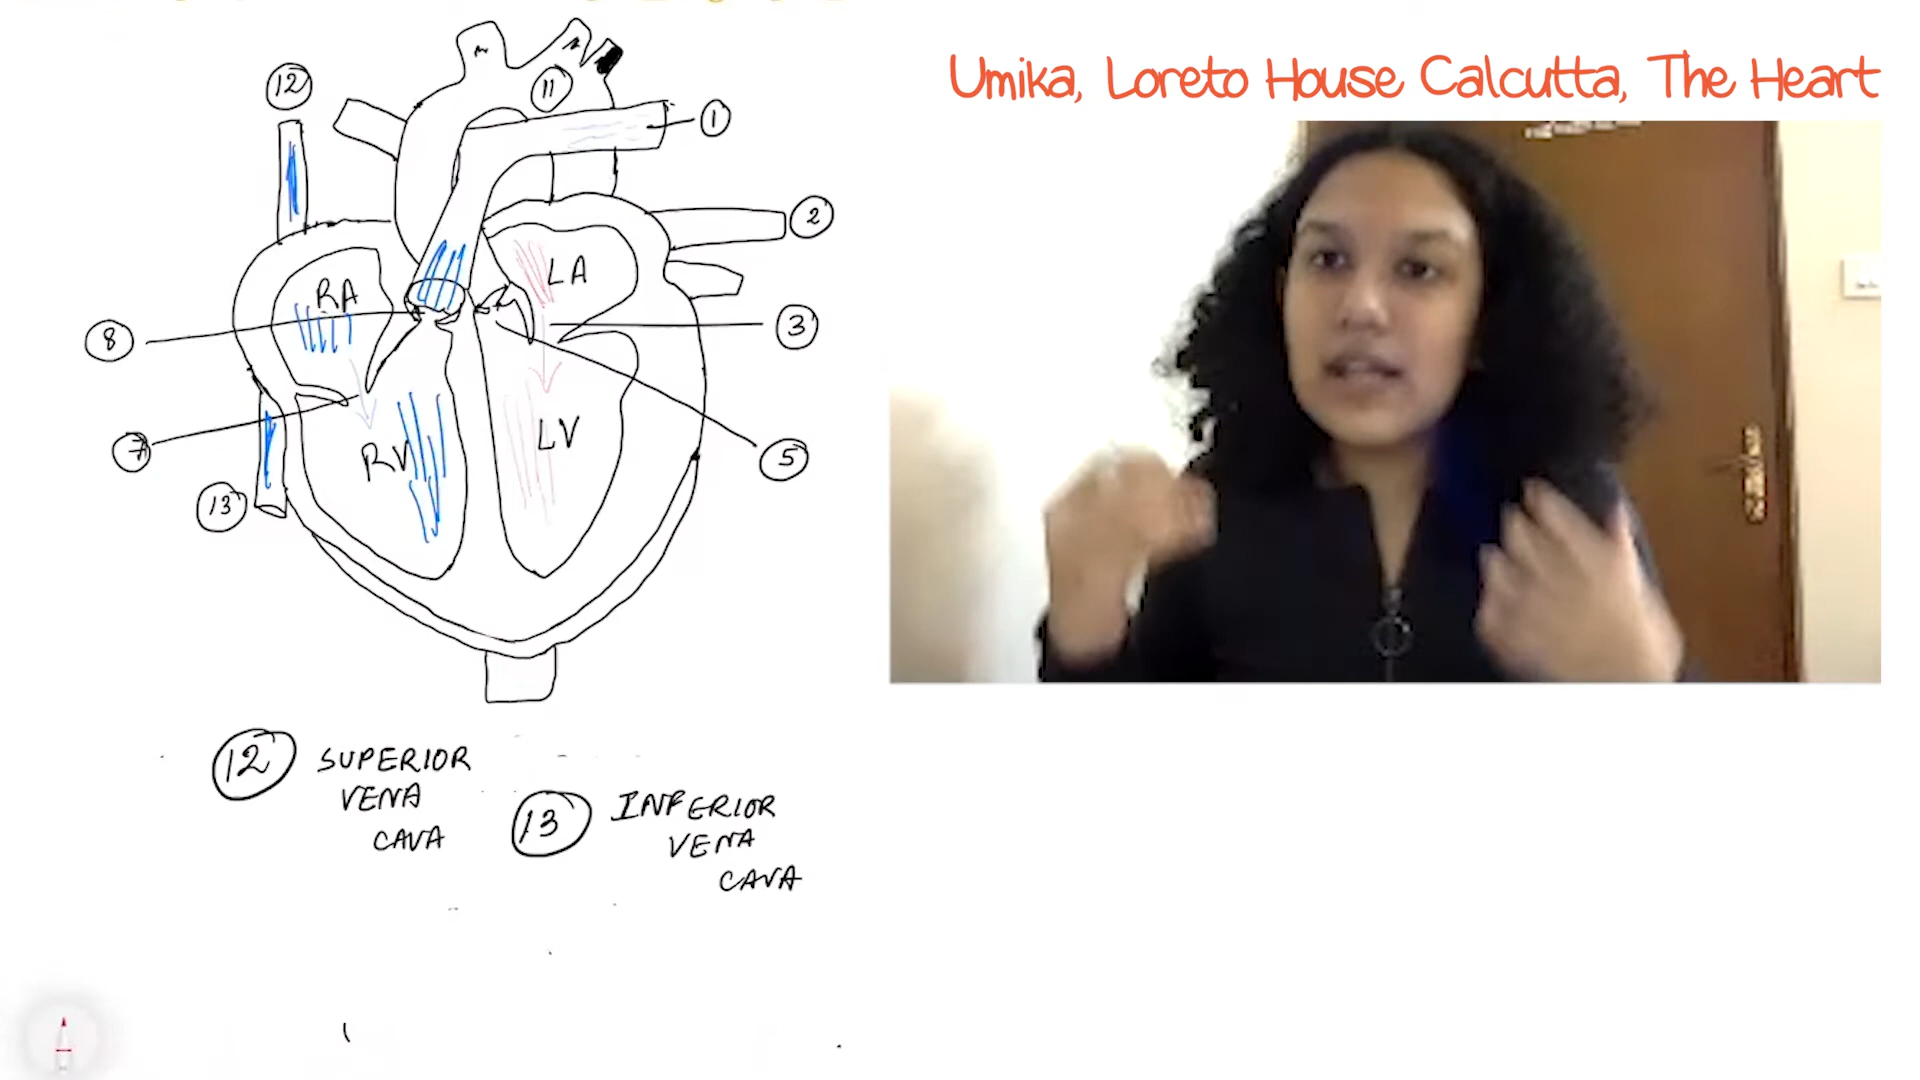 Umika, Loreto House Calcutta, The Heart
12
11
1
2
RA
LA
8
3
LV
RV
7
5
13
12 SUPERIOR
VENA
CAVA
13 INFERIOR
VENA
CAVA